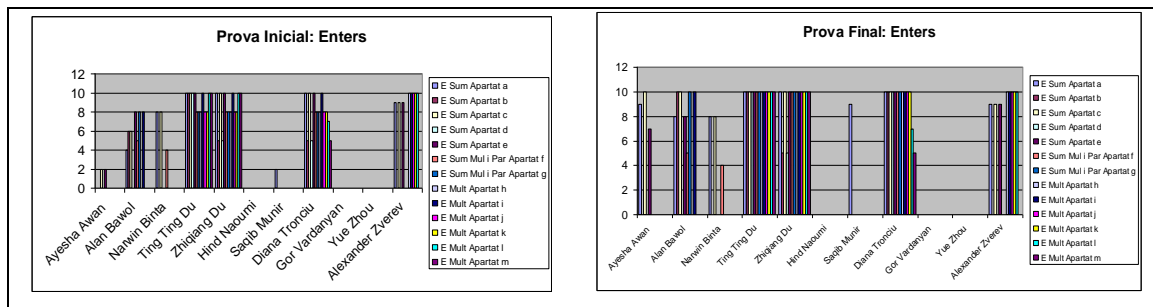 Prova Inicial: Enters
12
10
8
6
4
2
0
Ayesha Awan
Alan Bawol
Narwin Binta
Ting Ting Du
Zhiqiang Du
Hind Naoumi
Saqib Munir
Diana Tronciu
Gor Vardanyan
Yue Zhou
Alexander Zverev
E Sum Apartat a
E Sum Apartat b
E Sum Apartat c
E Sum Apartat d
E Sum Apartat e
E Sum Mul i Par Apartat f
E Sum Mul i Par Apartat g
E Mult Apartat h
E Mult Apartat i
E Mult Apartat j
E Mult Apartat k
E Mult Apartat l
E Mult Apartat m
Prova Final: Enters
12
10
8
6
4
2
0
Ayesha Awan
Alan Bawol
Narwin Binta
Ting Ting Du
Zhiqiang Du
Hind Naoumi
Saqib Munir
Diana Tronciu
Gor Vardanyan
Yue Zhou
Alexander Zverev
E Sum Apartat a
E Sum Apartat b
E Sum Apartat c
E Sum Apartat d
E Sum Apartat e
E Sum Mul i Par Apartat f
E Sum Mul i Par Apartat g
E Mult Apartat h
E Mult Apartat i
E Mult Apartat j
E Mult Apartat k
E Mult Apartat l
E Mult Apartat m